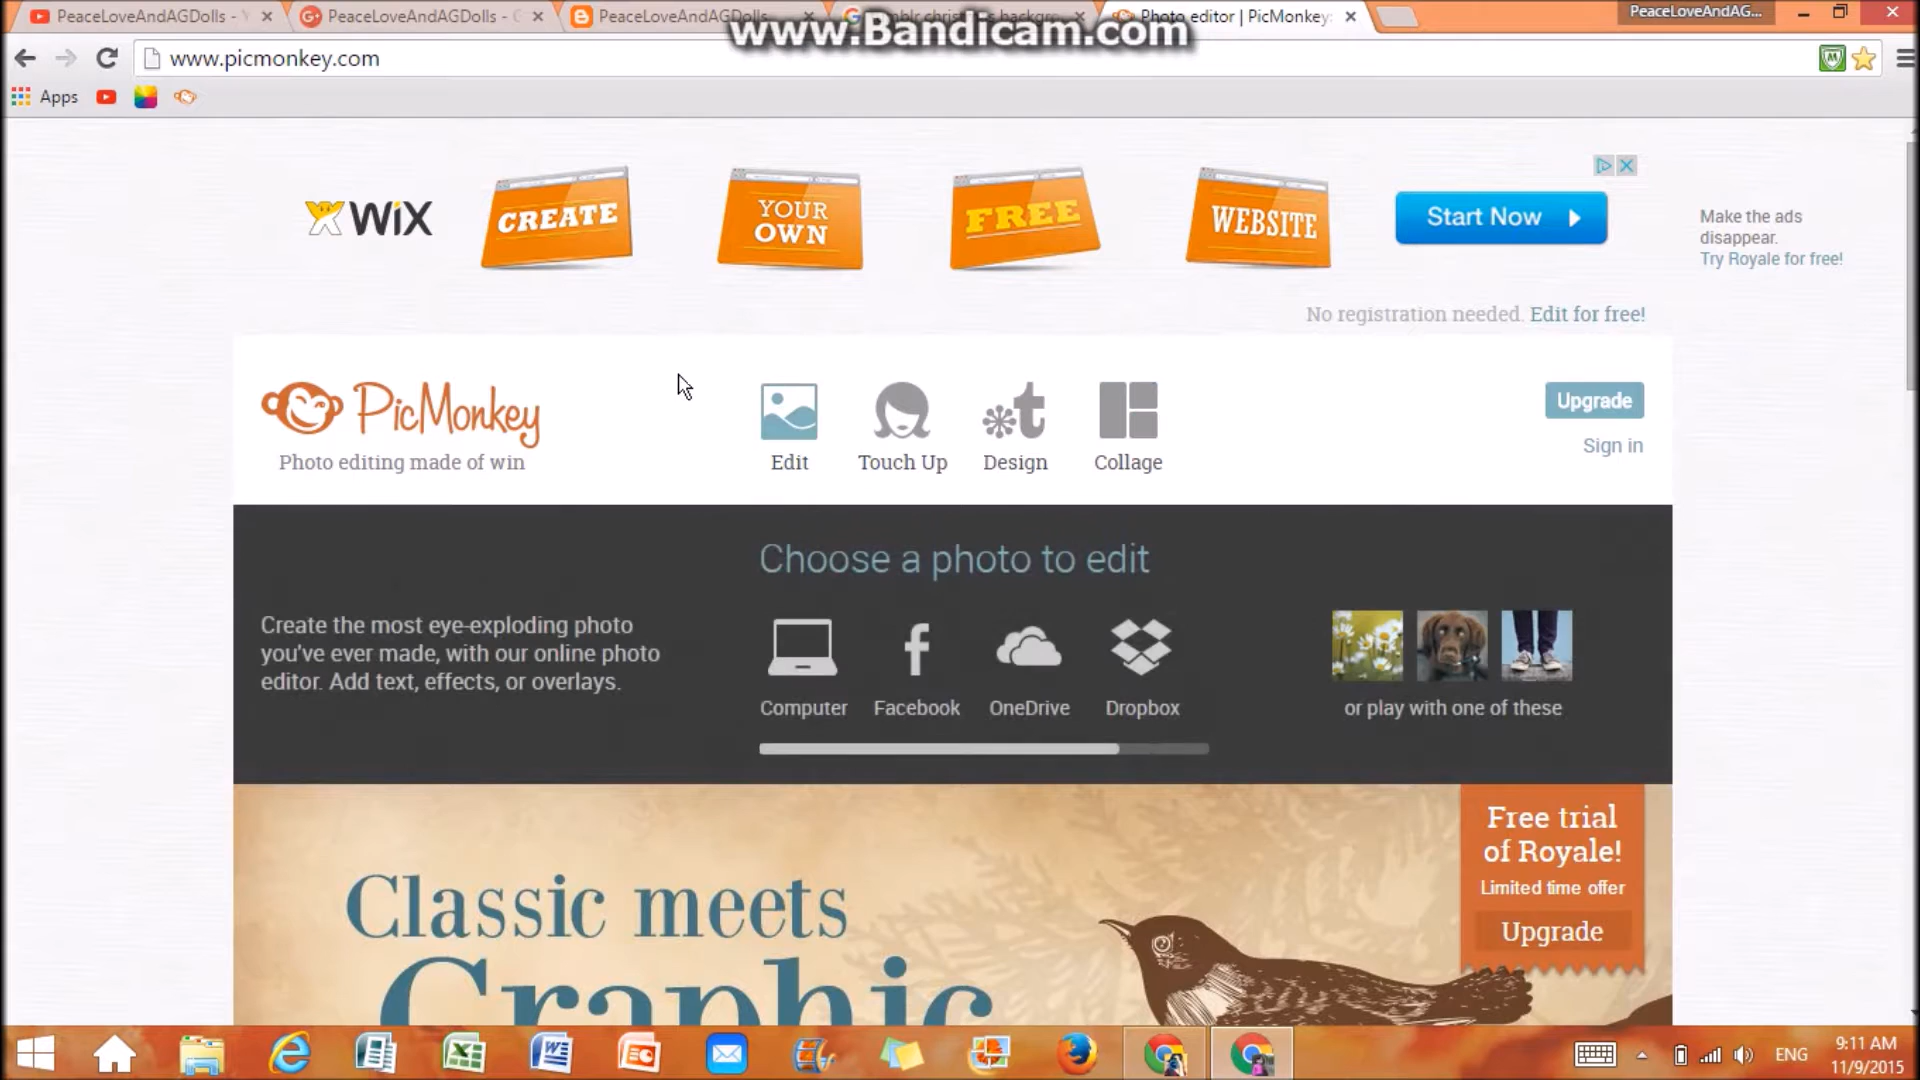 PeaceLoveAndAGDolls - Y
PeaceLoveAndAGDolls - G
PeaceLoveAndAGDolls
Photo editor | PicMonkey:
PeaceLoveAndAG...
www.Bandicam.com
www.picmonkey.com
Apps
WiX
CREATE
YOUR
OWN
FREE
WEBSITE
Start Now
Make the ads
disappear.
Try Royale for free!
No registration needed. Edit for free!
PicMonkey
Photo editing made of win
Edit
Touch Up
Design
Collage
Upgrade
Sign in
Choose a photo to edit
Create the most eye-exploding photo
you've ever made, with our online photo
editor. Add text, effects, or overlays.
Computer
Facebook
OneDrive
Dropbox
or play with one of these
Free trial
of Royale!
Limited time offer
Upgrade
Classic meets
Graphic
ENG
9:11 AM
11/9/2015